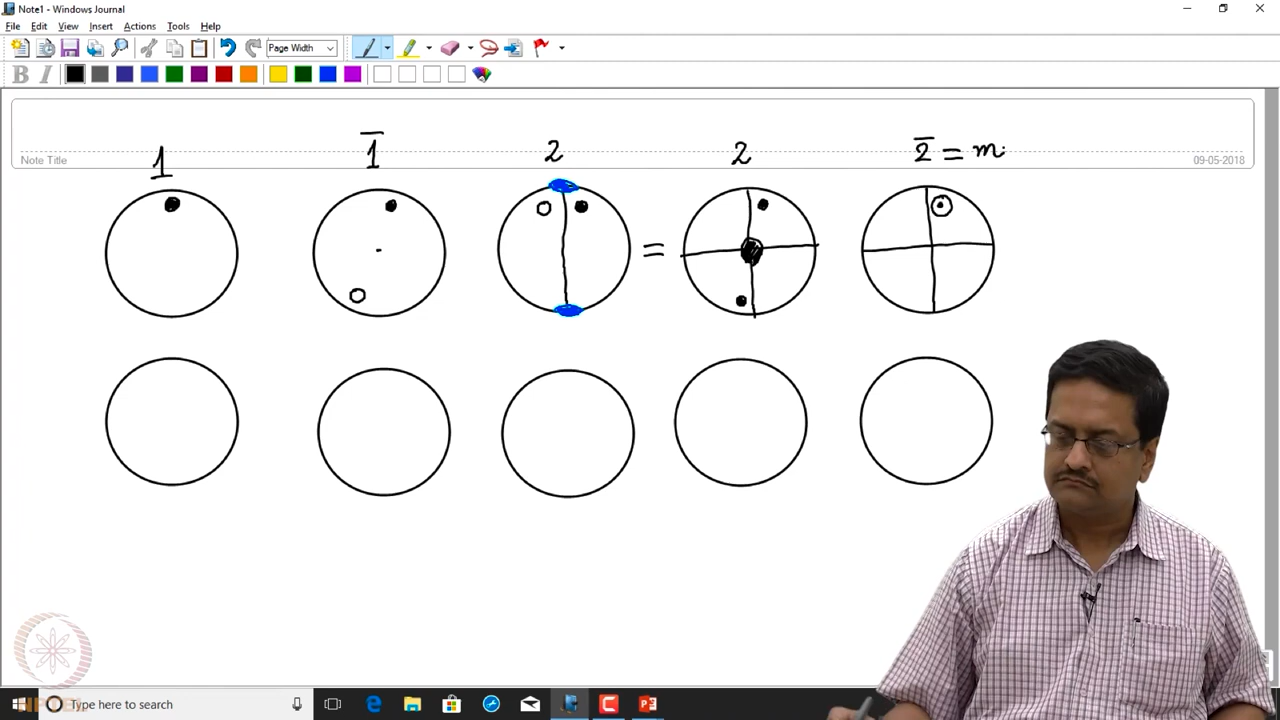 Note1 - Windows Journal
File Edit View Insert Actions Tools Help
Page Width
B I
1 1̅ 2 2 2̅ = m
Note Title 09-05-2018
=
Type here to search